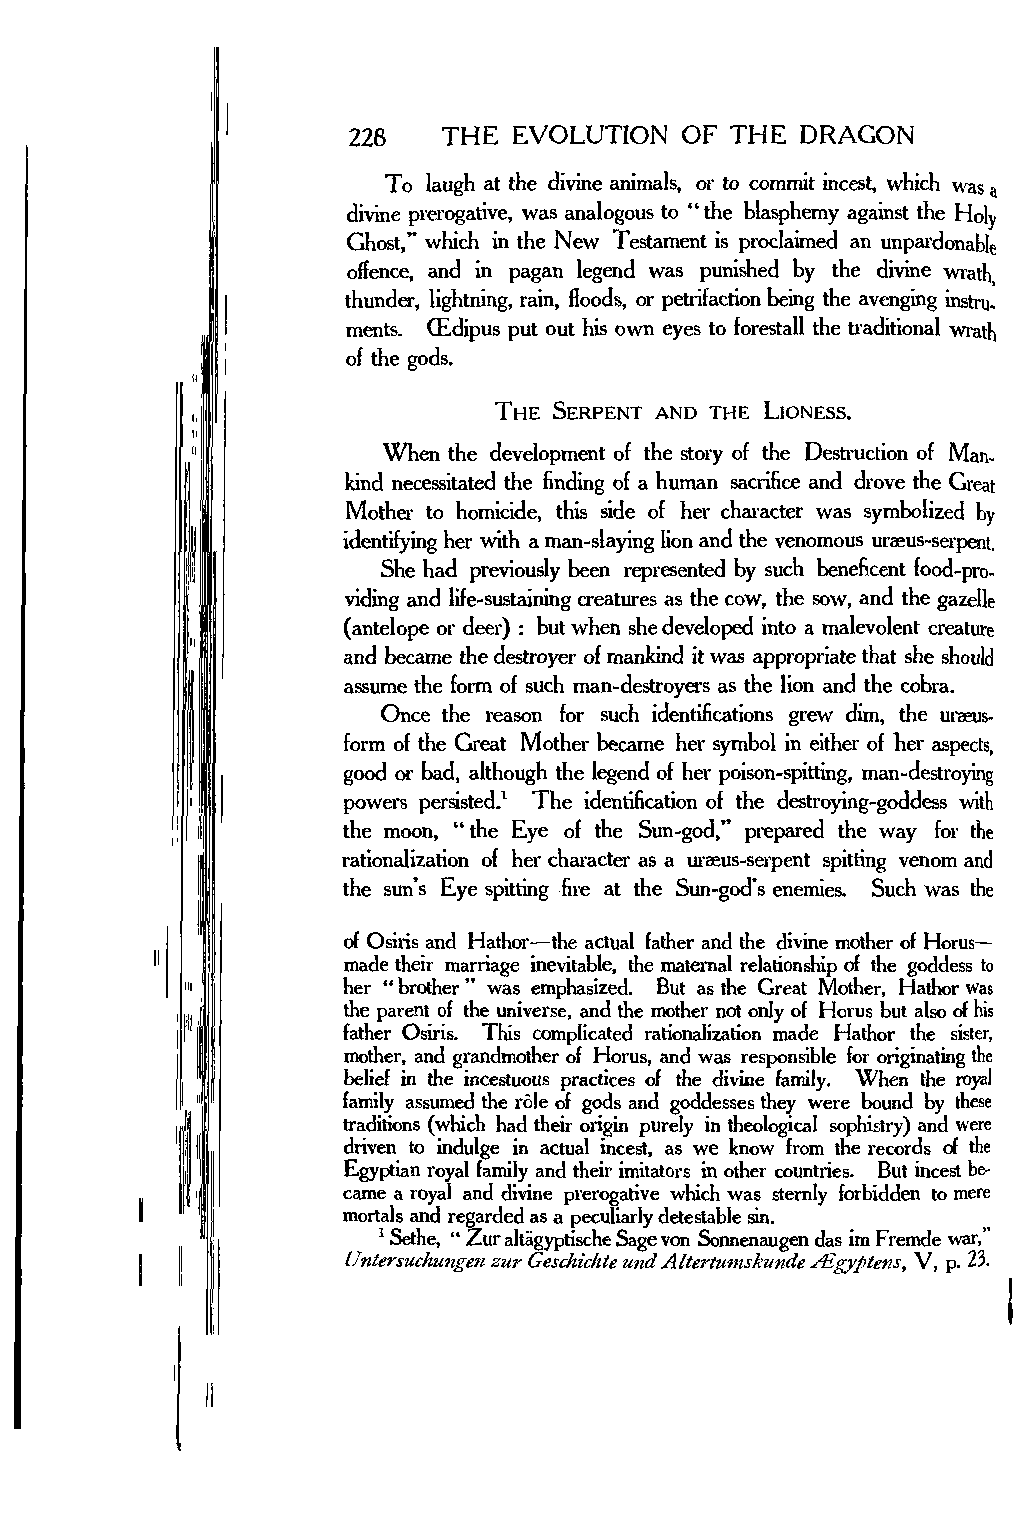 228 THE EVOLUTION OF THE DRAGON
To laugh at the divine animals, or to commit incest, which was a
divine prerogative, was analogous to “the blasphemy against the Holy
Ghost,” which in the New Testament is proclaimed an unpardonable
offence, and in pagan legend was punished by the divine wrath,
thunder, lightning, rain, floods, or petrifaction being the avenging instru-
ments. Œdipus put out his own eyes to forestall the traditional wrath
of the gods.
THE SERPENT AND THE LIONESS.
When the development of the story of the Destruction of Man-
kind necessitated the finding of a human sacrifice and drove the Great
Mother to homicide, this side of her character was symbolized by
identifying her with a man-slaying lion and the venomous uræus-serpent.
She had previously been represented by such beneficent food-pro-
viding and life-sustaining creatures as the cow, the sow, and the gazelle
(antelope or deer) : but when she developed into a malevolent creature
and became the destroyer of mankind it was appropriate that she should
assume the form of such man-destroyers as the lion and the cobra.
Once the reason for such identifications grew dim, the uræus-
form of the Great Mother became her symbol in either of her aspects,
good or bad, although the legend of her poison-spitting, man-destroying
powers persisted.¹ The identification of the destroying-goddess with
the moon, “the Eye of the Sun-god,” prepared the way for the
rationalization of her character as a uræus-serpent spitting venom and
the sun's Eye spitting fire at the Sun-god's enemies. Such was the
of Osiris and Hathor—the actual father and the divine mother of Horus—
made their marriage inevitable, the maternal relationship of the goddess to
her “brother” was emphasized. But as the Great Mother, Hathor was
the parent of the universe, and the mother not only of Horus but also of his
father Osiris. This complicated rationalization made Hathor the sister,
mother, and grandmother of Horus, and was responsible for originating the
belief in the incestuous practices of the divine family. When the royal
family assumed the rôle of gods and goddesses they were bound by these
traditions (which had their origin purely in theological sophistry) and were
driven to indulge in actual incest, as we know from the records of the
Egyptian royal family and their imitators in other countries. But incest be-
came a royal and divine prerogative which was sternly forbidden to mere
mortals and regarded as a peculiarly detestable sin.
¹ Sethe, “Zur altägyptische Sage von Sonnenaugen das im Fremde war,”
Untersuchungen zur Geschichte und Altertumskunde Ægyptens, V, p. 23.